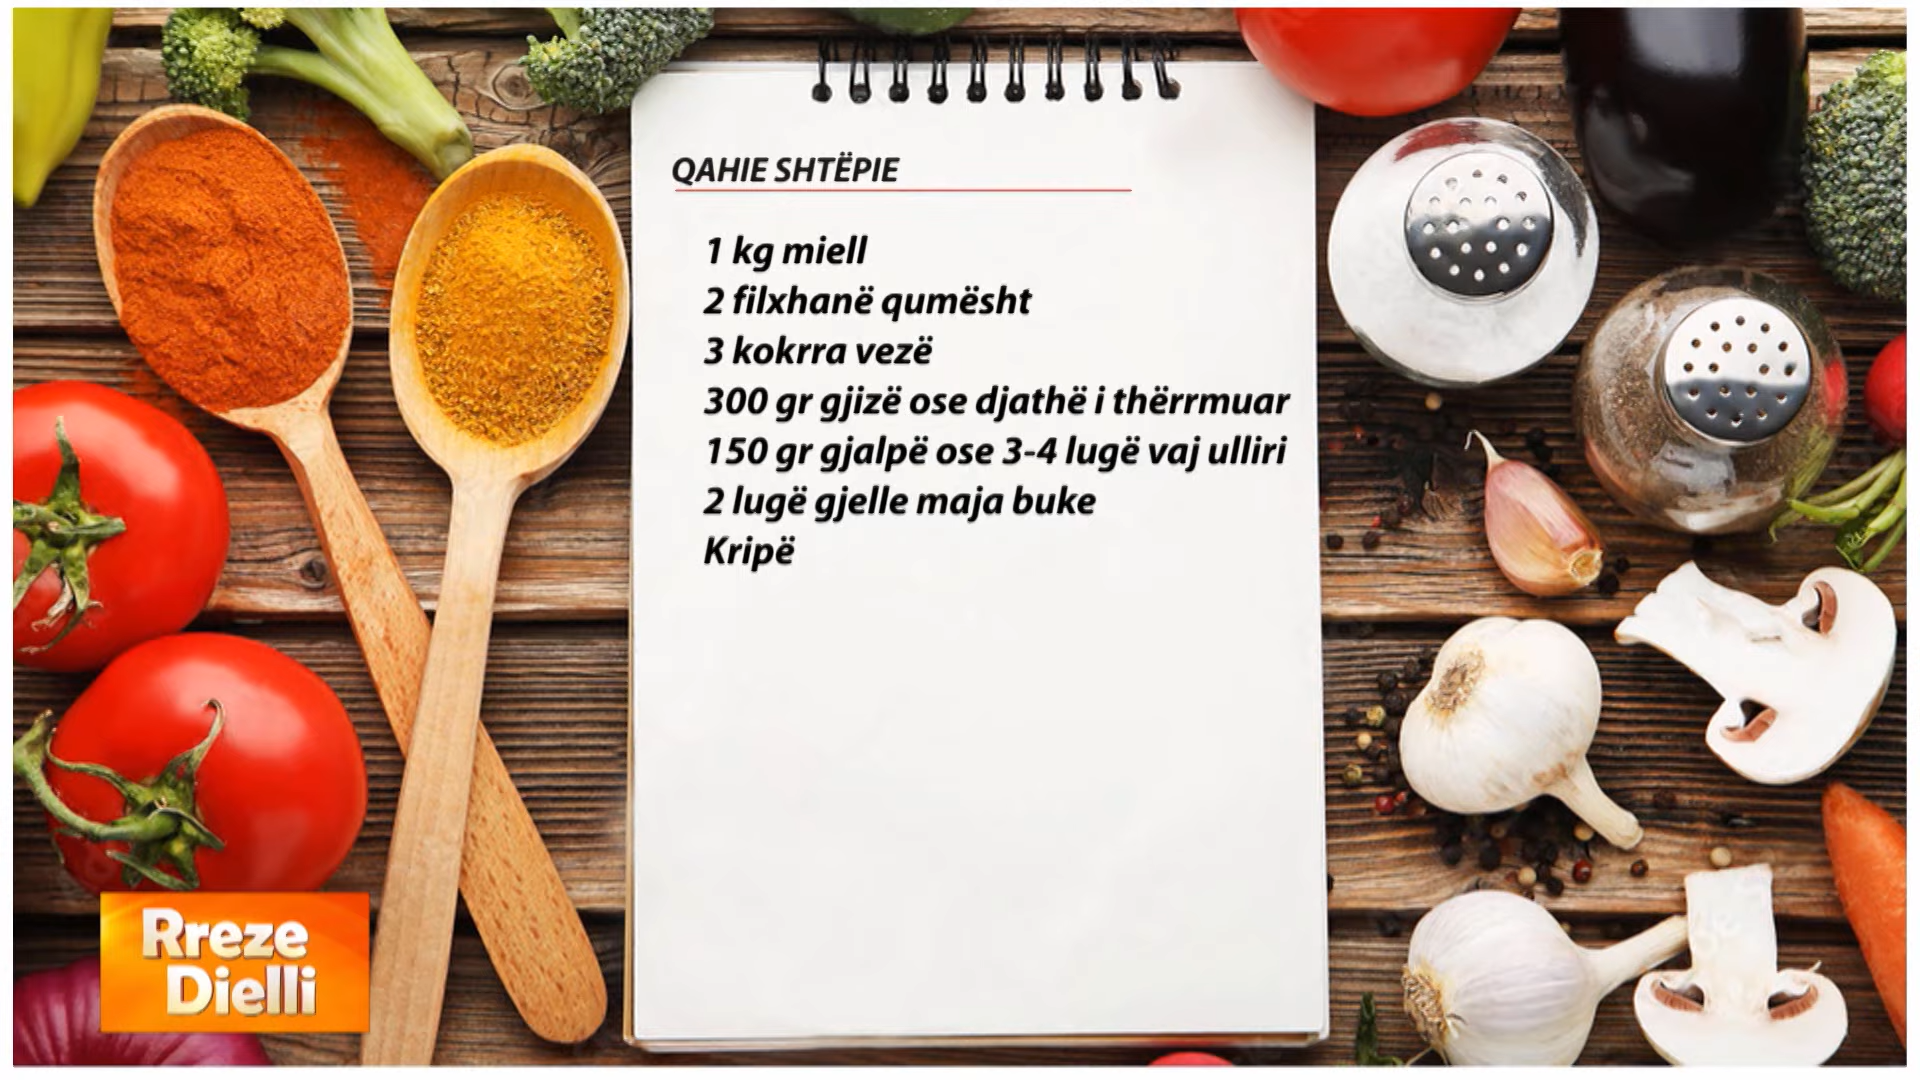 QAHIE SHTËPIE
1 kg miell
2 filxhanë qumësht
3 kokrra vezë
300 gr gjizë ose djathë i thërrmuar
150 gr gjalpë ose 3-4 lugë vaj ulliri
2 lugë gjelle maja buke
Kripë
Rreze
Dielli